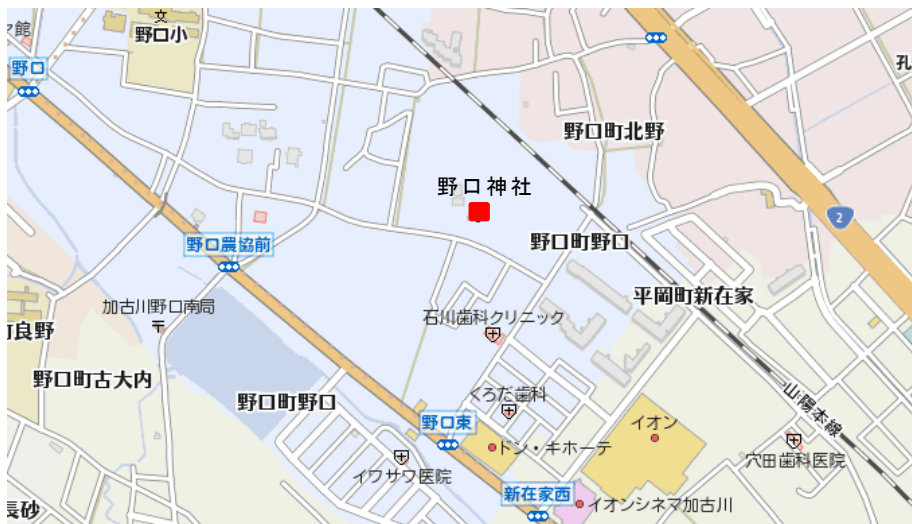 文
野口小
館
野口
孔
野口町北野
野口神社
2
野口農協前
野口町野口
平岡町新在家
加古川野口南局
石川歯科クリニック
町良野
野口町古大内
くろだ歯科
山陽本線
野口町野口
野口東
イオン
ドン・キホーテ
穴田歯科医院
イワサワ医院
新在家西
イオンシネマ加古川
長砂